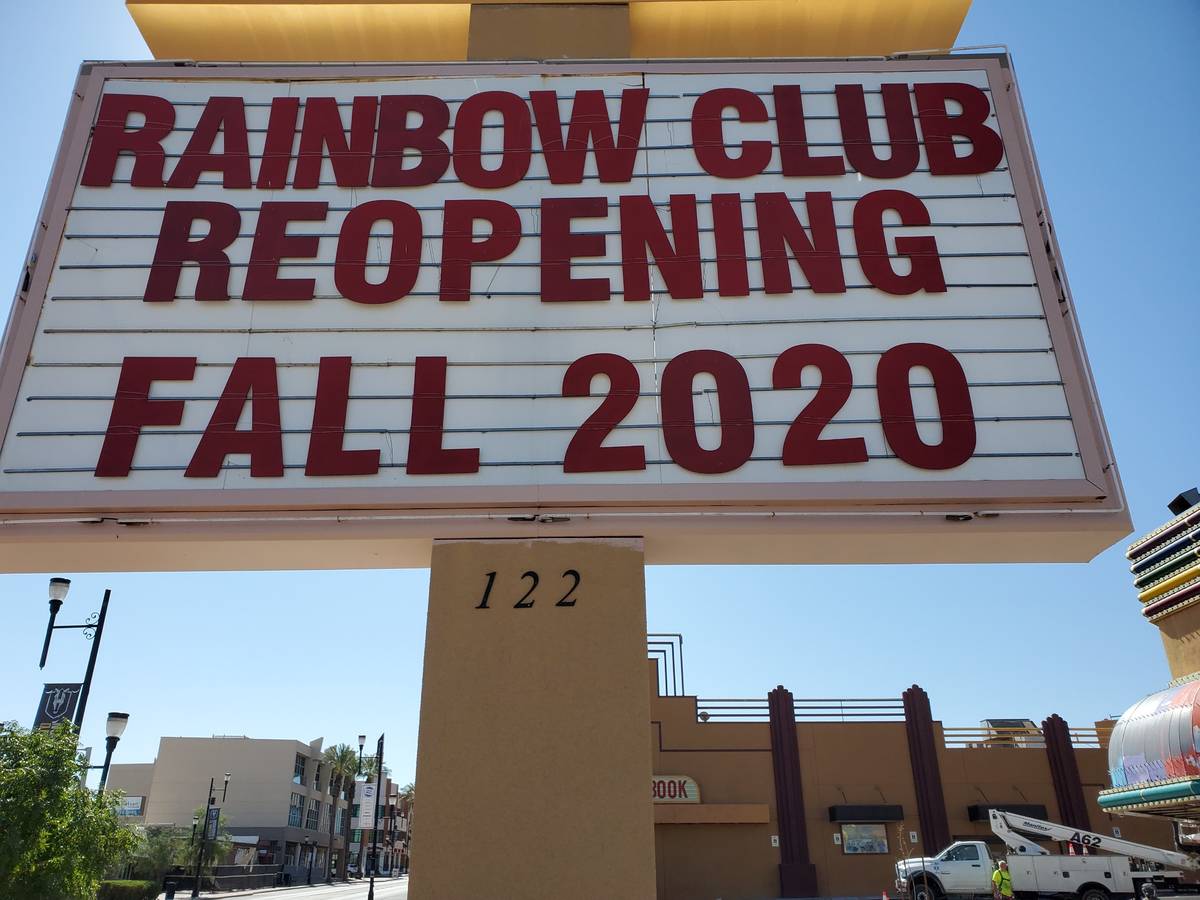 RAINBOW CLUB
REOPENING
FALL 2020
122
BOOK
A62